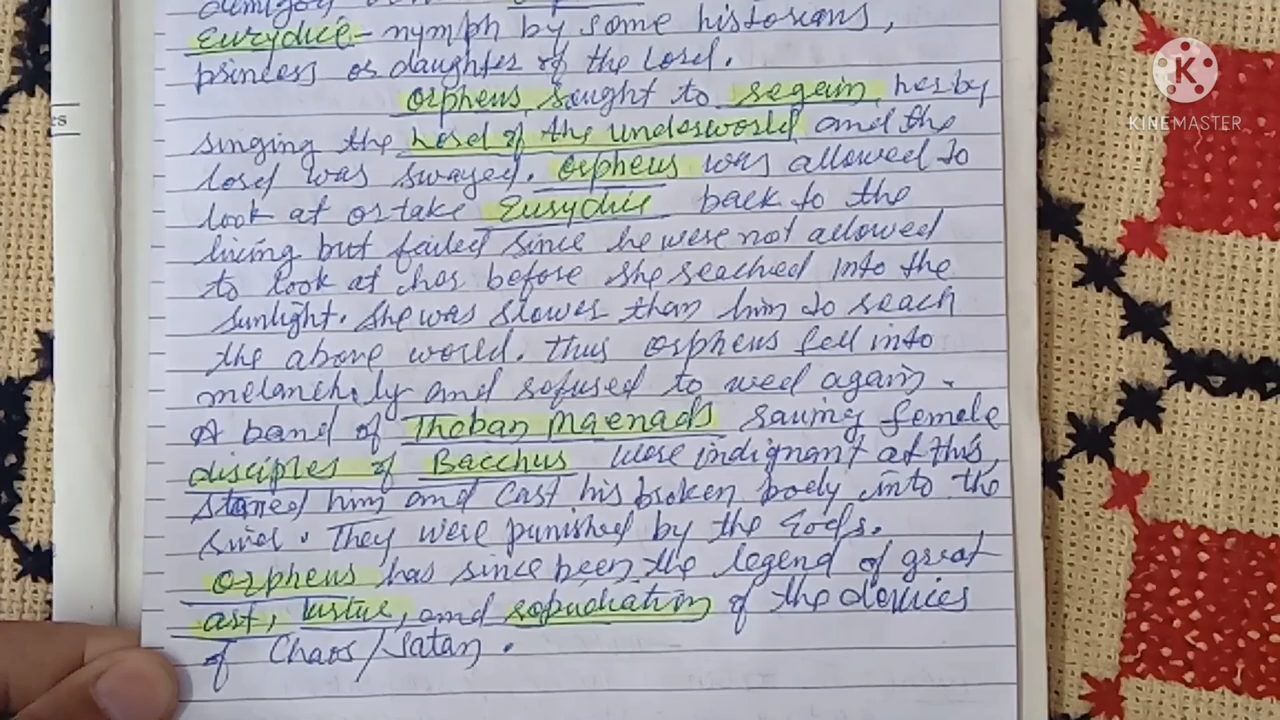 Eurydice - nymph by some historians,
princess or daughter of the Lord.
Orpheus sought to regain her by
singing the Lord of the Underworld and the
lord was swayed. Orpheus was allowed to
look at or take Eurydice back to the
living but failed since he were not allowed
to look at her before she reached into the
sunlight. She was slower than him to reach
the above world. Thus Orpheus fell into
melancholy and refused to wed again.
A band of Theban Maenads raving female
disciples of Bacchus were indignant at this,
stoned him and cast his broken body into the
river. They were punished by the Gods.
Orpheus has since been the legend of great
art, virtue, and repudiation of the devices
of Chaos/Satan.
K
KINEMASTER